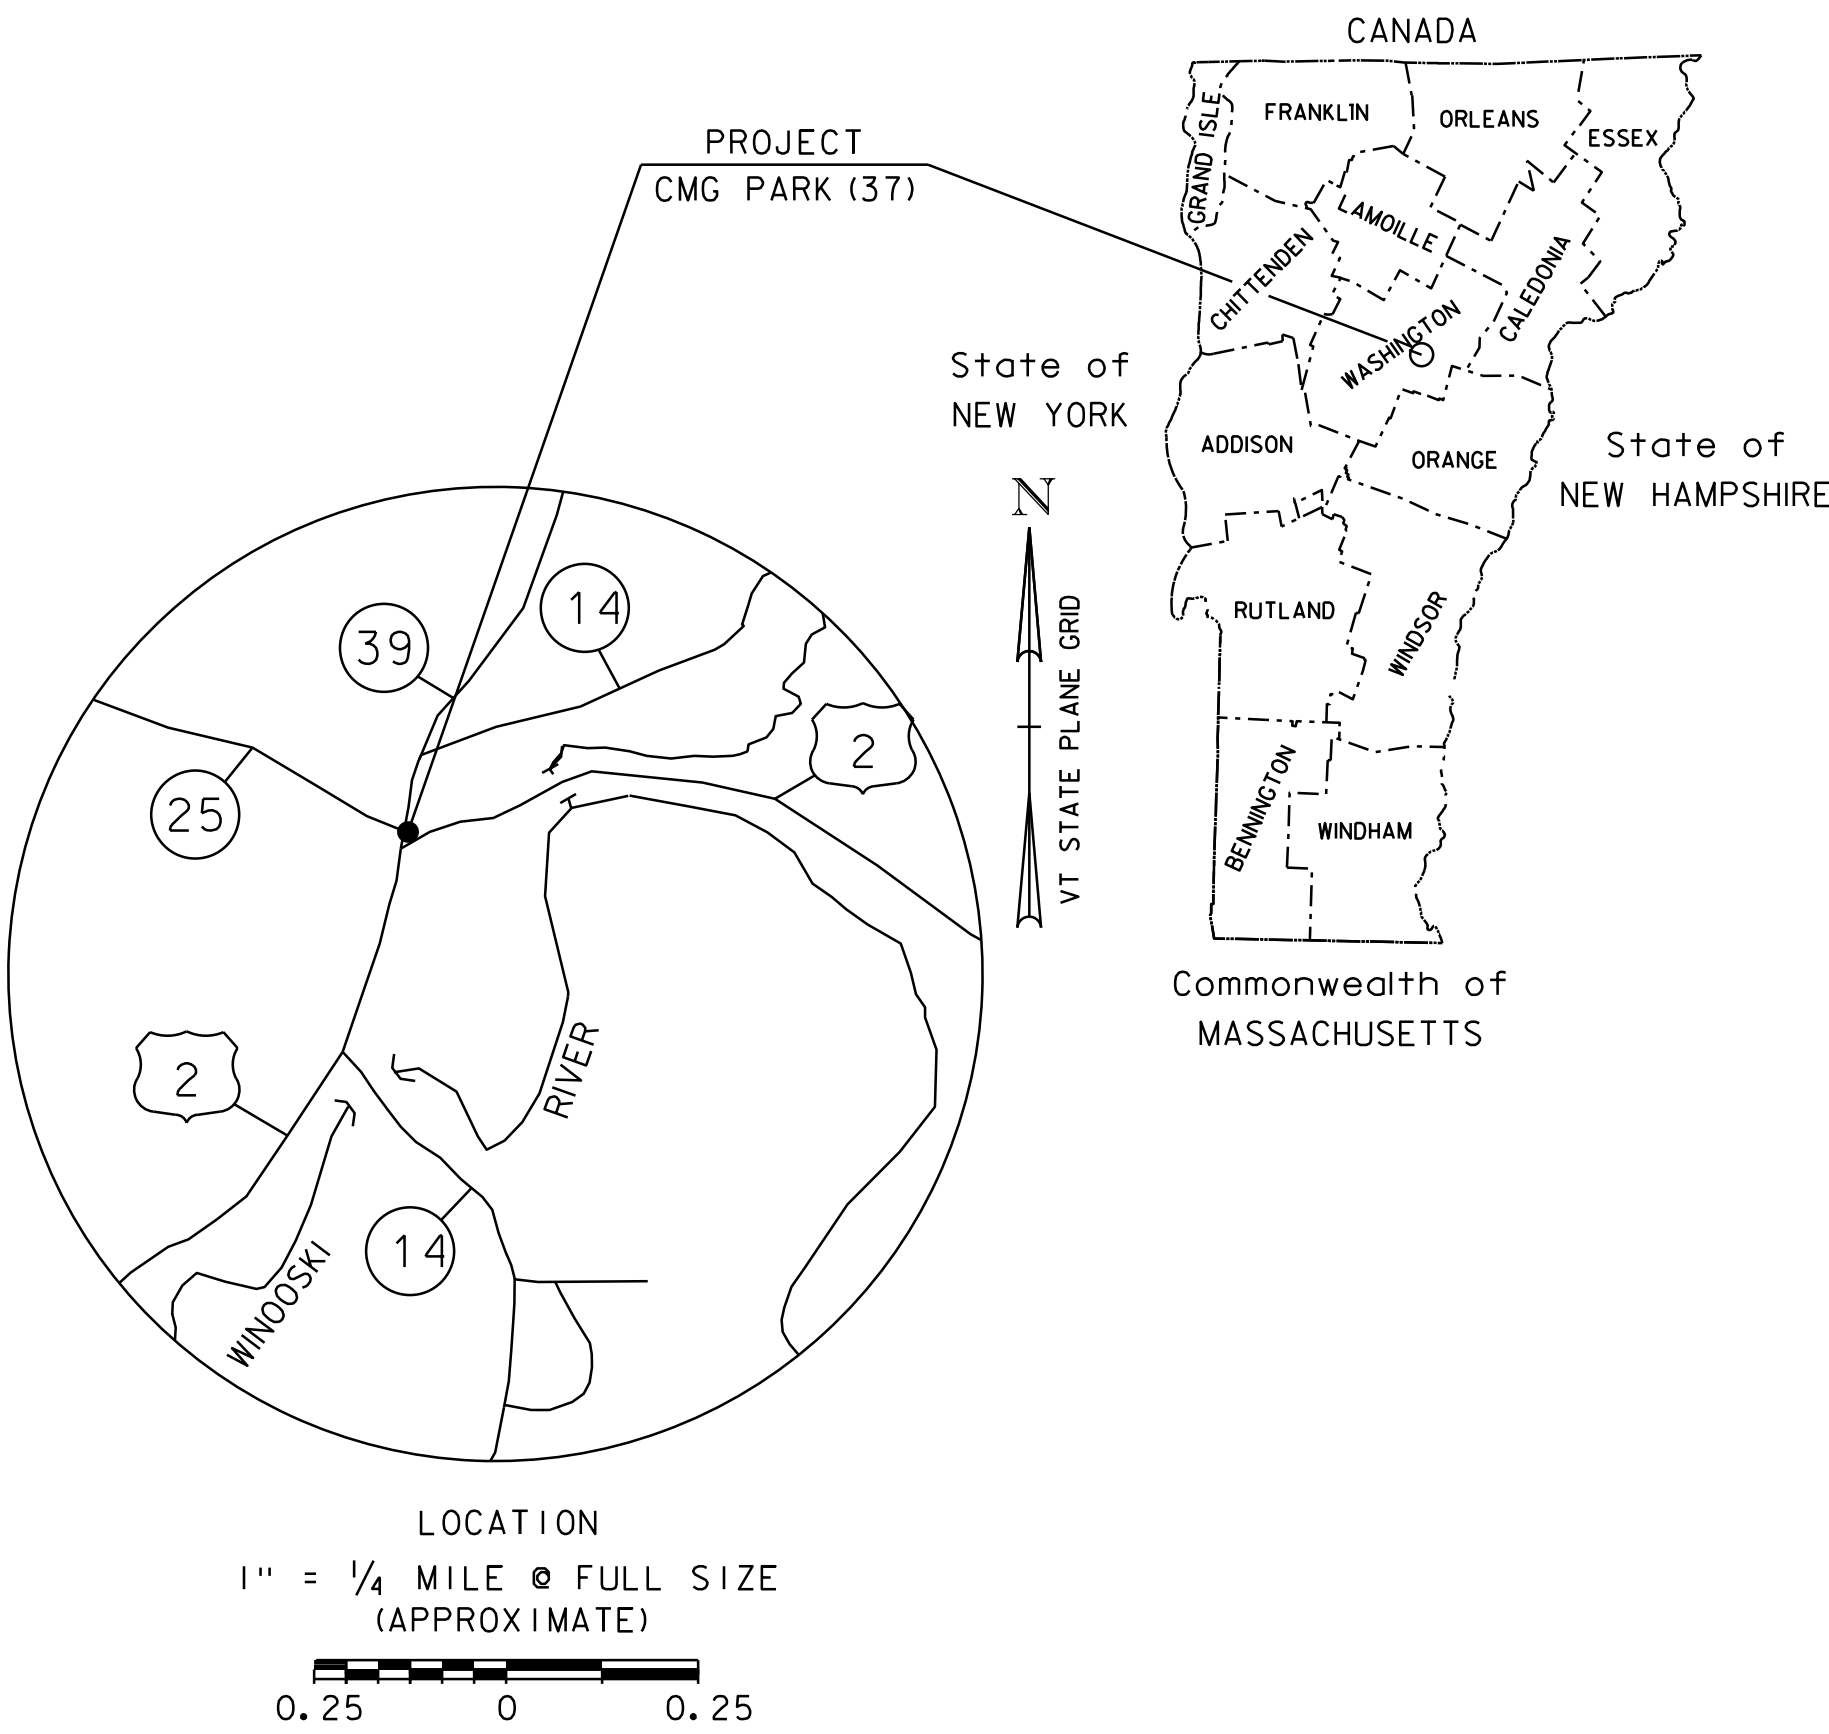 CANADA
PROJECT
CMG PARK (37)
GRAND ISLE
FRANKLIN
ORLEANS
ESSEX
LAMOILLE
CHITTENDEN
CALEDONIA
WASHINGTON
State of
NEW YORK
ADDISON
ORANGE
State of
NEW HAMPSHIRE
N
VT STATE PLANE GRID
RUTLAND
WINDSOR
BENNINGTON
WINDHAM
Commonwealth of
MASSACHUSETTS
39
14
25
2
2
RIVER
14
WINOOSKI
LOCATION
1" = 1/4 MILE @ FULL SIZE
(APPROXIMATE)
0.25 0 0.25